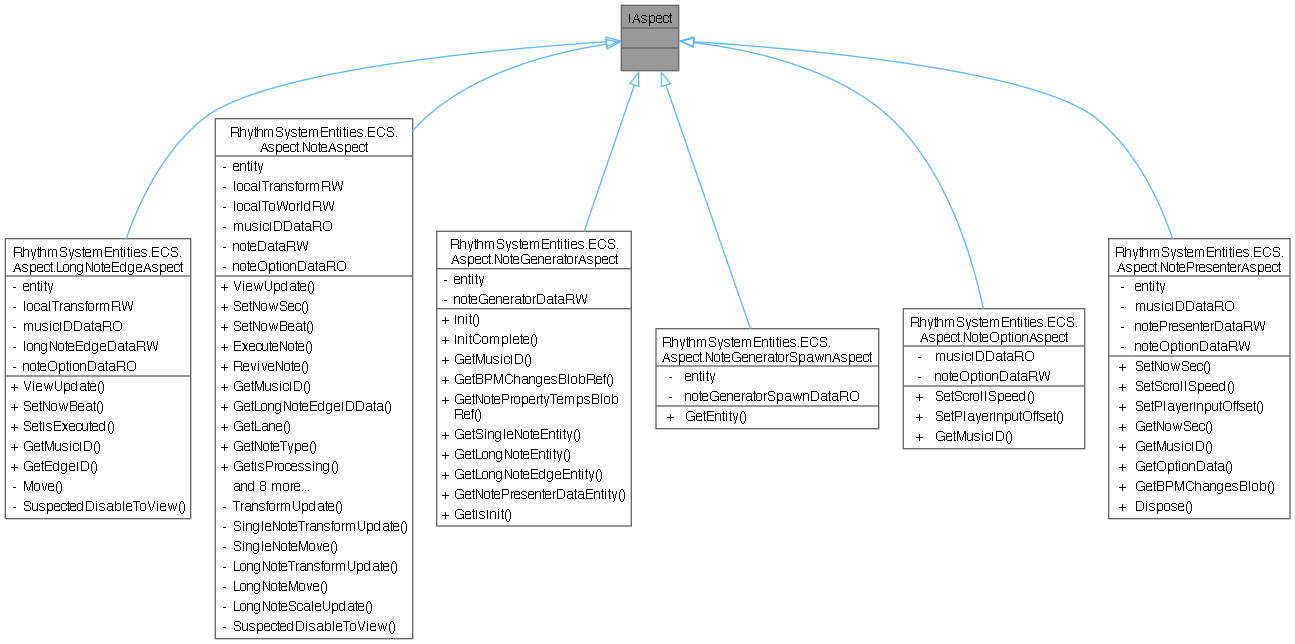 IAspect
RhythmSystemEntities.ECS.
Aspect.LongNoteEdgeAspect
- entity
- localTransformRW
- musicIDDataRO
- longNoteEdgeDataRW
- noteOptionDataRO
+ ViewUpdate()
+ SetNowBeat()
+ SetIsExecuted()
+ GetMusicID()
+ GetEdgeID()
- Move()
- SuspectedDisableToView()
RhythmSystemEntities.ECS.
Aspect.NoteAspect
- entity
- localTransformRW
- localToWorldRW
- musicIDDataRO
- noteDataRW
- noteOptionDataRO
+ ViewUpdate()
+ SetNowSec()
+ SetNowBeat()
+ ExecuteNote()
+ ReviveNote()
+ GetMusicID()
+ GetLongNoteEdgeIDData()
+ GetLane()
+ GetNoteType()
+ GetIsProcessing()
and 8 more...
- TransformUpdate()
- SingleNoteTransformUpdate()
- SingleNoteMove()
- LongNoteTransformUpdate()
- LongNoteMove()
- LongNoteScaleUpdate()
- SuspectedDisableToView()
RhythmSystemEntities.ECS.
Aspect.NoteGeneratorAspect
- entity
- noteGeneratorDataRW
+ Init()
+ InitComplete()
+ GetMusicID()
+ GetBPMChangesBlobRef()
+ GetNotePropertyTempsBlob
Ref()
+ GetSingleNoteEntity()
+ GetLongNoteEntity()
+ GetLongNoteEdgeEntity()
+ GetNotePresenterDataEntity()
+ GetIsInit()
RhythmSystemEntities.ECS.
Aspect.NoteGeneratorSpawnAspect
- entity
- noteGeneratorSpawnDataRO
+ GetEntity()
RhythmSystemEntities.ECS.
Aspect.NoteOptionAspect
- musicIDDataRO
- noteOptionDataRW
+ SetScrollSpeed()
+ SetPlayerInputOffset()
+ GetMusicID()
RhythmSystemEntities.ECS.
Aspect.NotePresenterAspect
- entity
- musicIDDataRO
- notePresenterDataRW
- noteOptionDataRW
+ SetNowSec()
+ SetScrollSpeed()
+ SetPlayerInputOffset()
+ GetNowSec()
+ GetMusicID()
+ GetOptionData()
+ GetBPMChangesBlob()
+ Dispose()